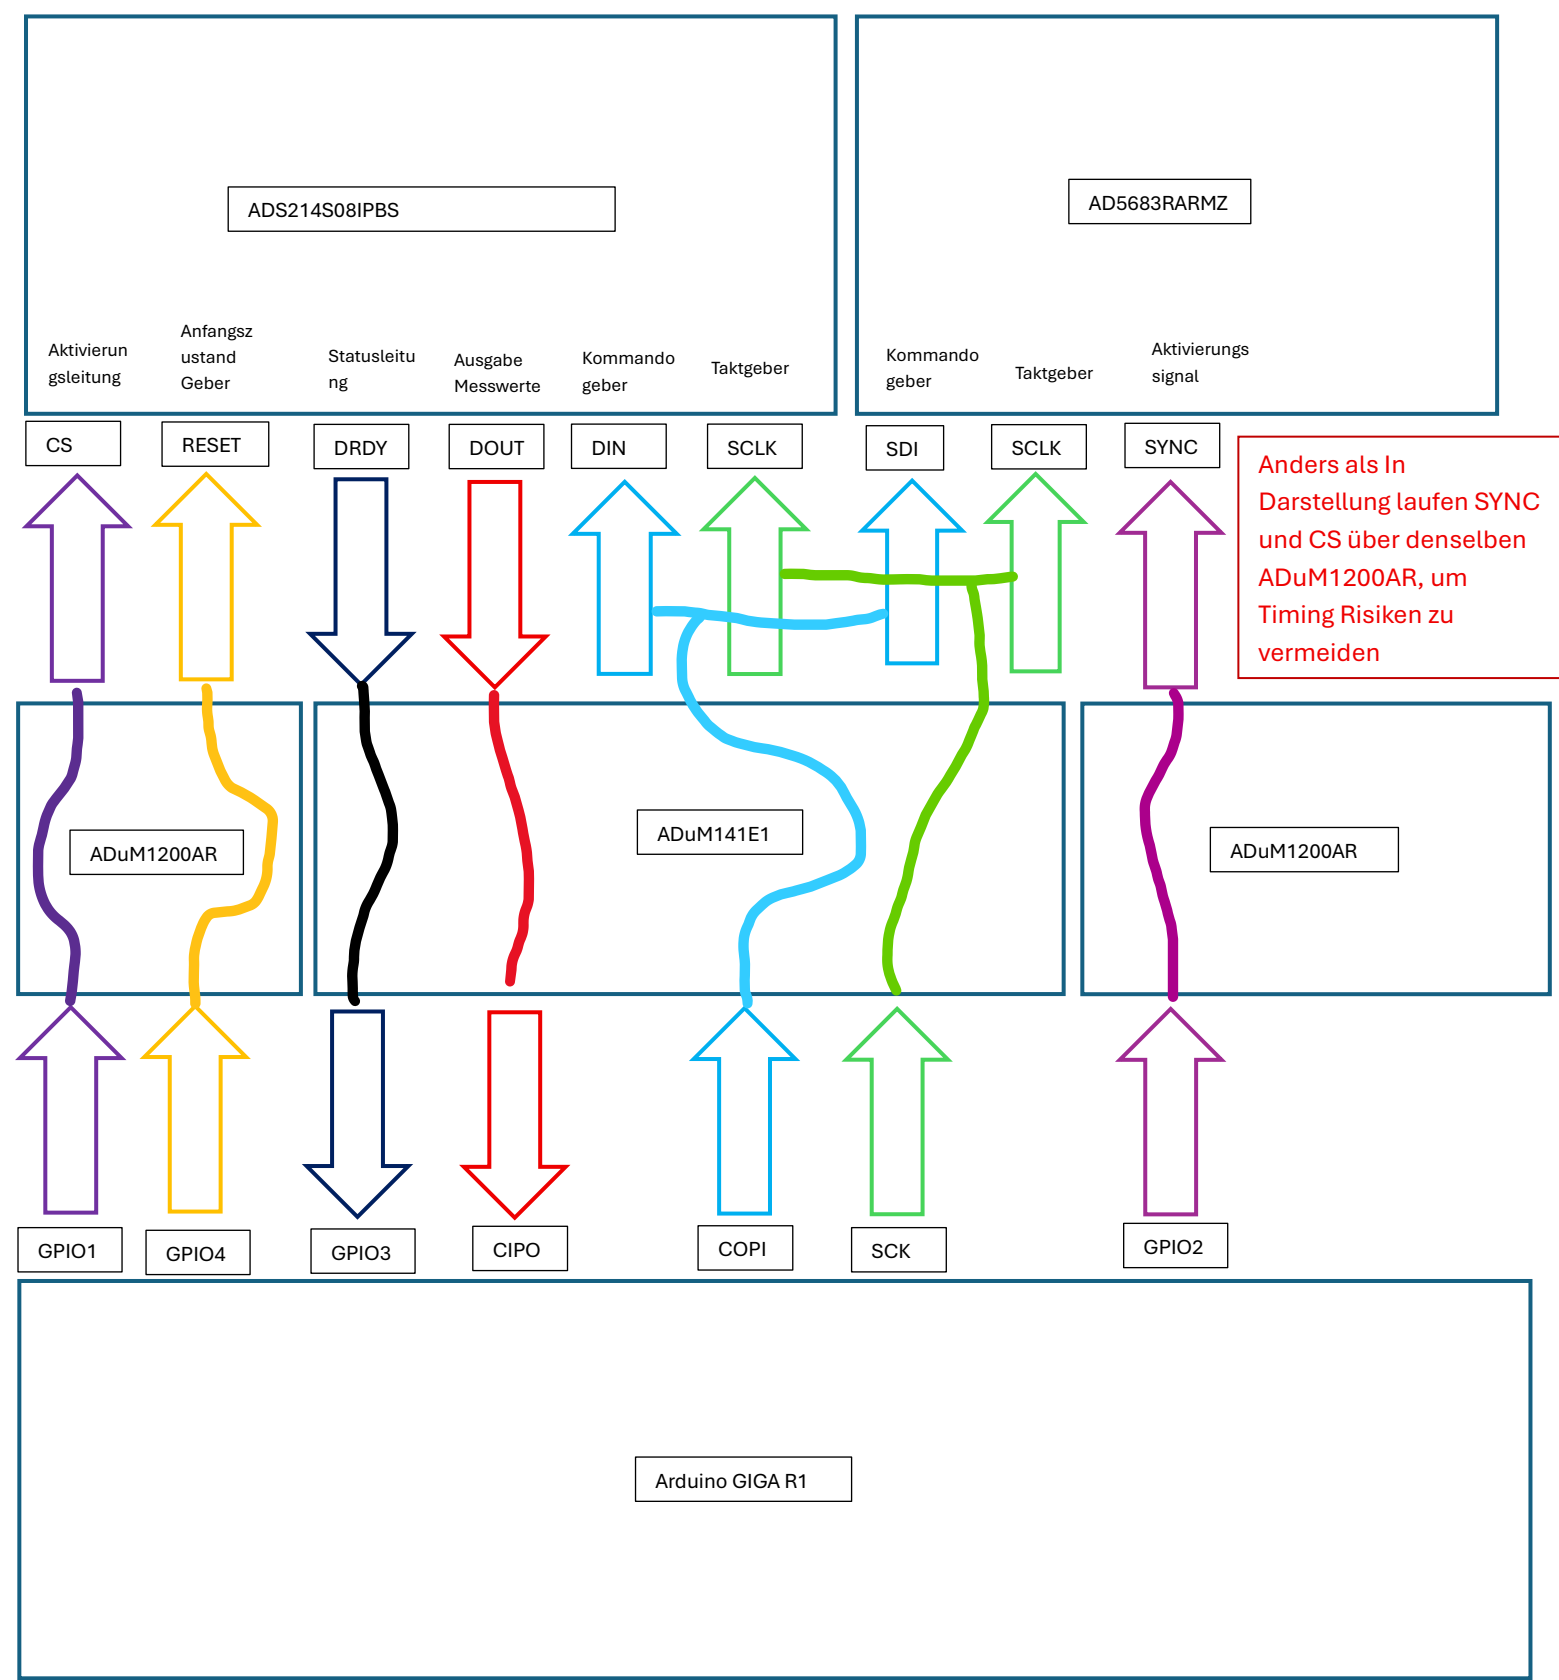 ADS214S08IPBS
AD5683RARMZ
Aktivierun
gsleitung
Anfangsz
ustand
Geber
Statusleitu
ng
Ausgabe
Messwerte
Kommando
geber
Taktgeber
Kommando
geber
Taktgeber
Aktivierungs
signal
CS
RESET
DRDY
DOUT
DIN
SCLK
SDI
SCLK
SYNC
Anders als In
Darstellung laufen SYNC
und CS über denselben
ADuM1200AR, um
Timing Risiken zu
vermeiden
ADuM1200AR
ADuM141E1
ADuM1200AR
GPIO1
GPIO4
GPIO3
CIPO
COPI
SCK
GPIO2
Arduino GIGA R1